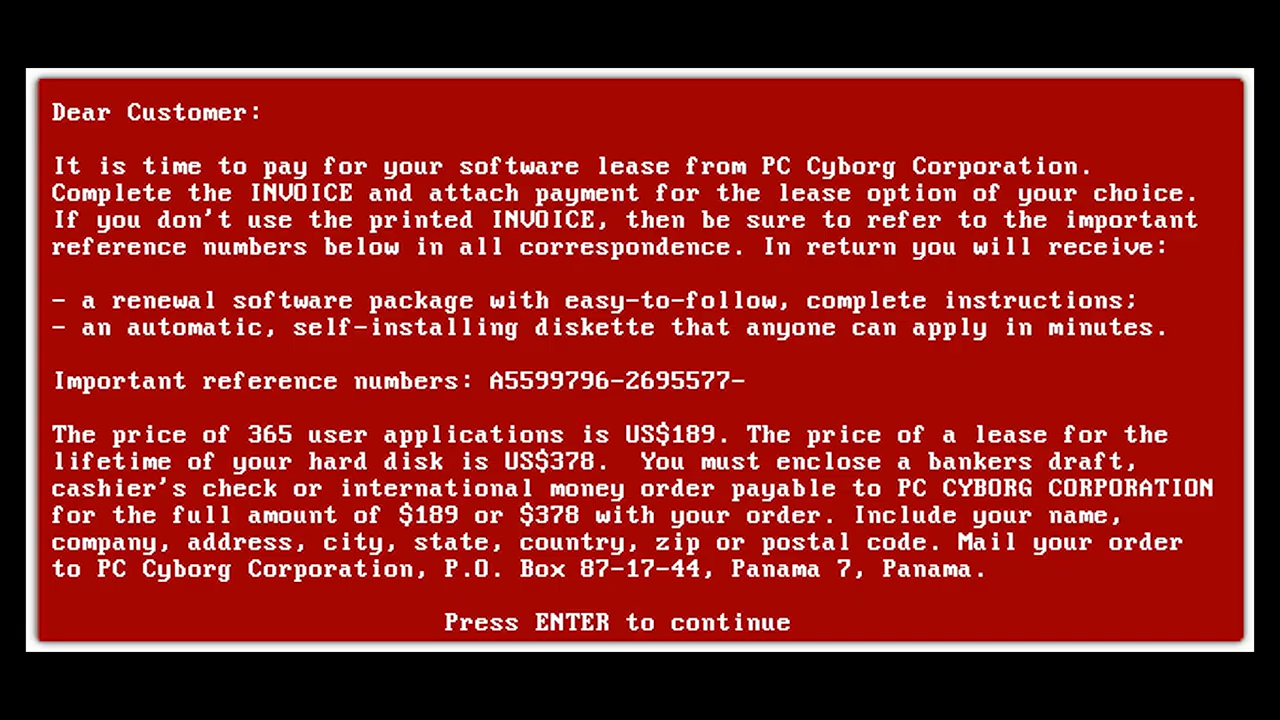 Dear Customer:
It is time to pay for your software lease from PC Cyborg Corporation.
Complete the INVOICE and attach payment for the lease option of your choice.
If you don't use the printed INVOICE, then be sure to refer to the important
reference numbers below in all correspondence. In return you will receive:
- a renewal software package with easy-to-follow, complete instructions;
- an automatic, self-installing diskette that anyone can apply in minutes.
Important reference numbers: A5599796-2695577-
The price of 365 user applications is US$189. The price of a lease for the
lifetime of your hard disk is US$378.  You must enclose a bankers draft,
cashier's check or international money order payable to PC CYBORG CORPORATION
for the full amount of $189 or $378 with your order. Include your name,
company, address, city, state, country, zip or postal code. Mail your order
to PC Cyborg Corporation, P.O. Box 87-17-44, Panama 7, Panama.
Press ENTER to continue